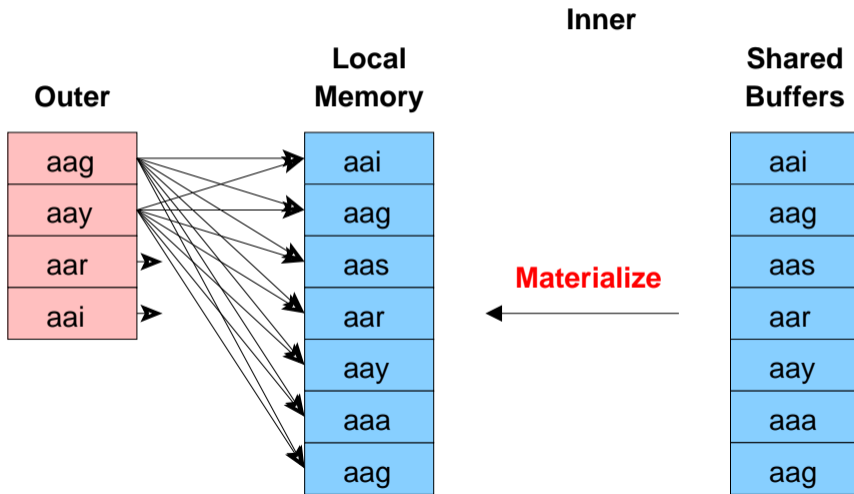 Inner
Outer
Local
Memory
Shared
Buffers
aag
aay
aar
aai
aai
aag
aas
aar
aay
aaa
aag
Materialize
aai
aag
aas
aar
aay
aaa
aag